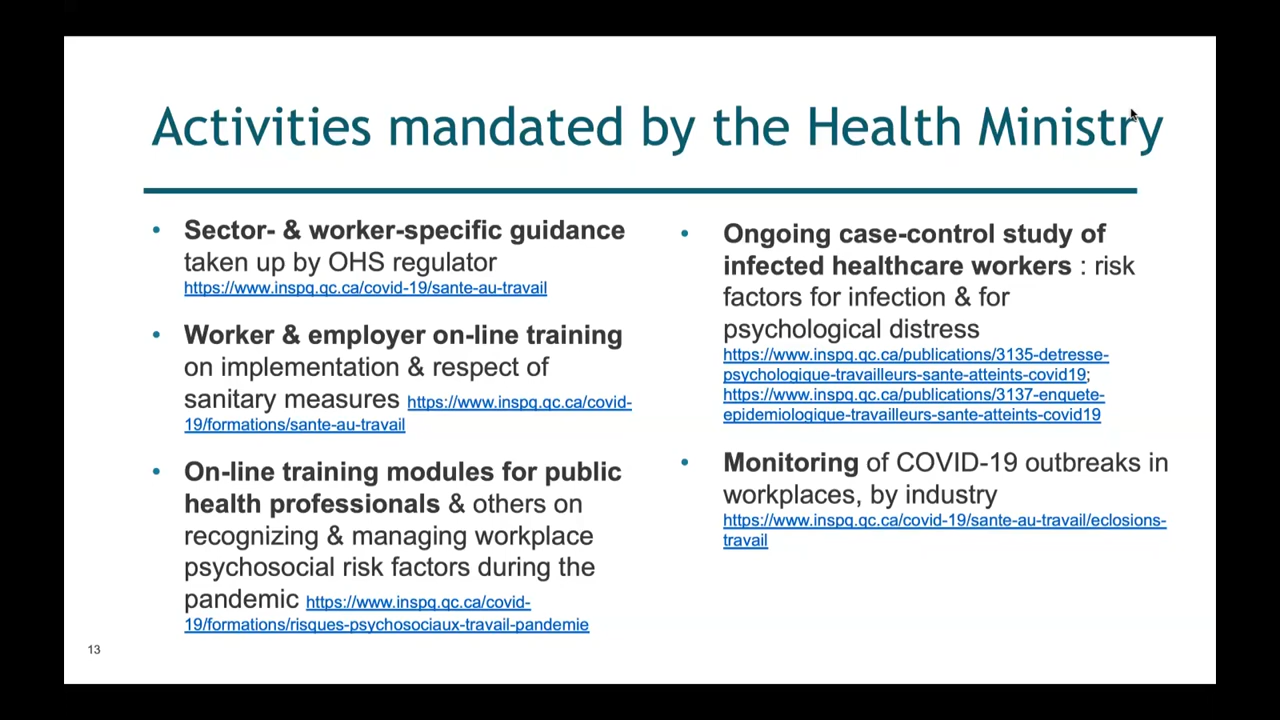 Activities mandated by the Health Ministry
• Sector- & worker-specific guidance
taken up by OHS regulator
https://www.inspq.qc.ca/covid-19/sante-au-travail
• Worker & employer on-line training
on implementation & respect of
sanitary measures https://www.inspq.qc.ca/covid-
19/formations/sante-au-travail
• On-line training modules for public
health professionals & others on
recognizing & managing workplace
psychosocial risk factors during the
pandemic https://www.inspq.qc.ca/covid-
19/formations/risques-psychosociaux-travail-pandemie
• Ongoing case-control study of
infected healthcare workers : risk
factors for infection & for
psychological distress
https://www.inspq.qc.ca/publications/3135-detresse-
psychologique-travailleurs-sante-atteints-covid19;
https://www.inspq.qc.ca/publications/3137-enquete-
epidemiologique-travailleurs-sante-atteints-covid19
• Monitoring of COVID-19 outbreaks in
workplaces, by industry
https://www.inspq.qc.ca/covid-19/sante-au-travail/eclosions-
travail
13